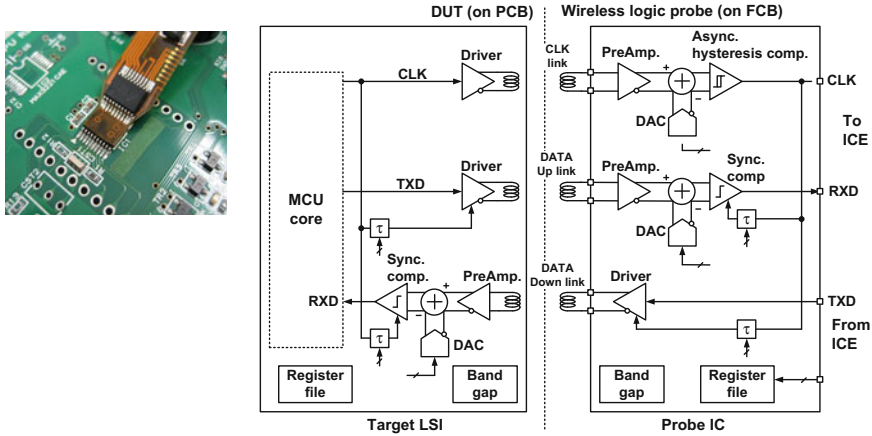 DUT (on PCB)
Wireless logic probe (on FCB)
Driver
CLK
CLK
link
PreAmp.
Async.
hysteresis comp.
CLK
DAC
To
ICE
MCU
core
TXD
Driver
DATA
Up link
PreAmp.
Sync.
comp
RXD
DAC
τ
τ
Sync.
comp.
PreAmp.
RXD
DATA
Down link
Driver
TXD
τ
DAC
τ
From
ICE
Register
file
Band
gap
Band
gap
Register
file
Target LSI
Probe IC